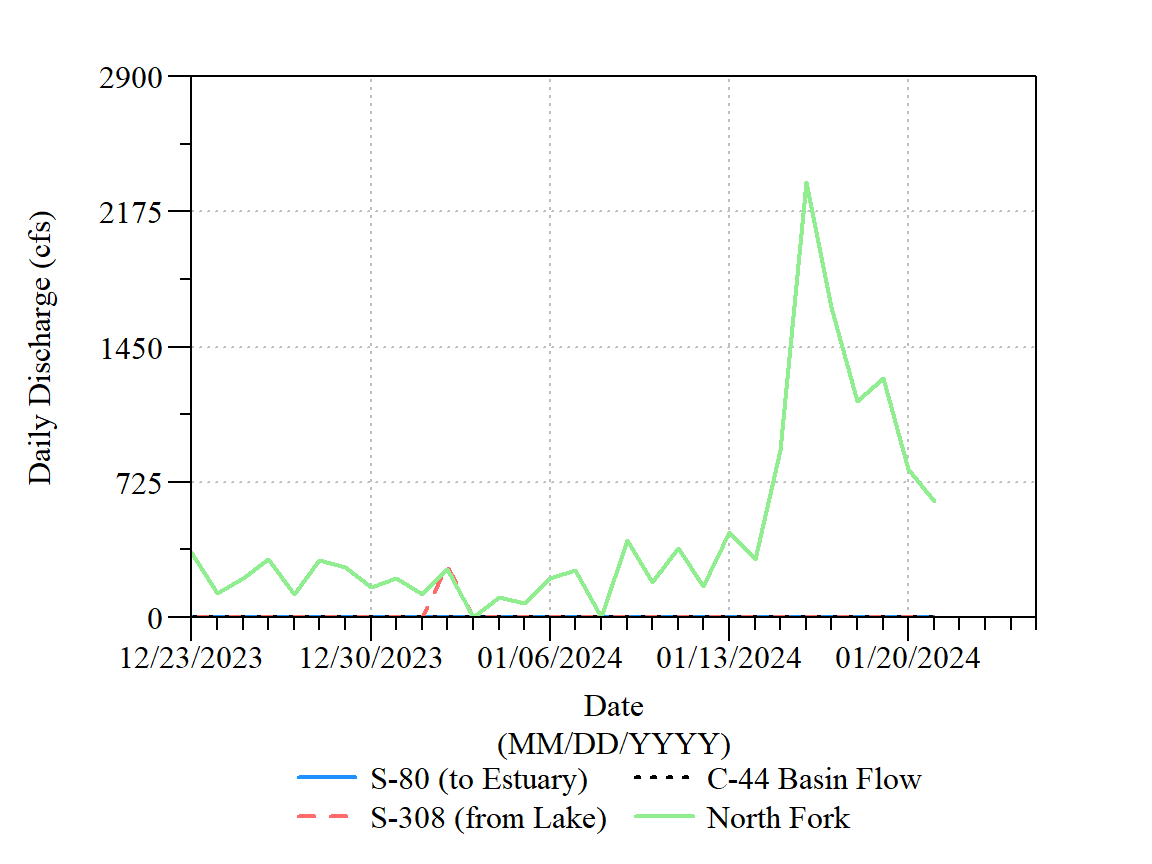 2900
2175
1450
725
0
Daily Discharge (cfs)
12/23/2023 12/30/2023 01/06/2024 01/13/2024 01/20/2024
Date
(MM/DD/YYYY)
S-80 (to Estuary) C-44 Basin Flow
S-308 (from Lake) North Fork